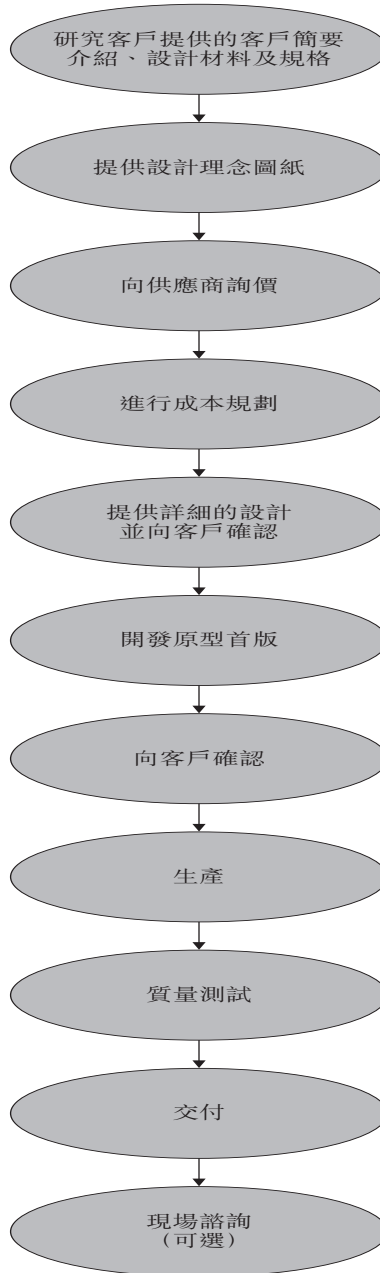 研究客戶提供的客戶簡要
介紹、設計材料及規格
提供設計理念圖紙
向供應商詢價
進行成本規劃
提供詳細的設計
並向客戶確認
開發原型首版
向客戶確認
生產
質量測試
交付
現場諮詢
(可選)